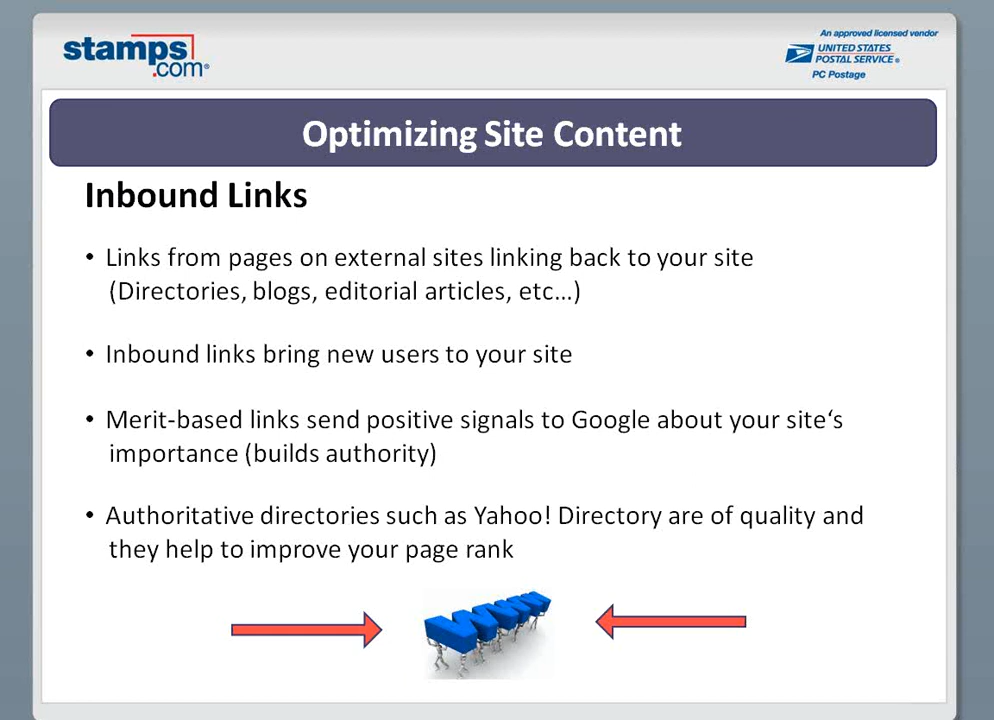 stamps
.com®
An approved licensed vendor
UNITED STATES
POSTAL SERVICE®
PC Postage
Optimizing Site Content
Inbound Links
• Links from pages on external sites linking back to your site
(Directories, blogs, editorial articles, etc...)
• Inbound links bring new users to your site
• Merit-based links send positive signals to Google about your site‘s
importance (builds authority)
• Authoritative directories such as Yahoo! Directory are of quality and
they help to improve your page rank
WWW